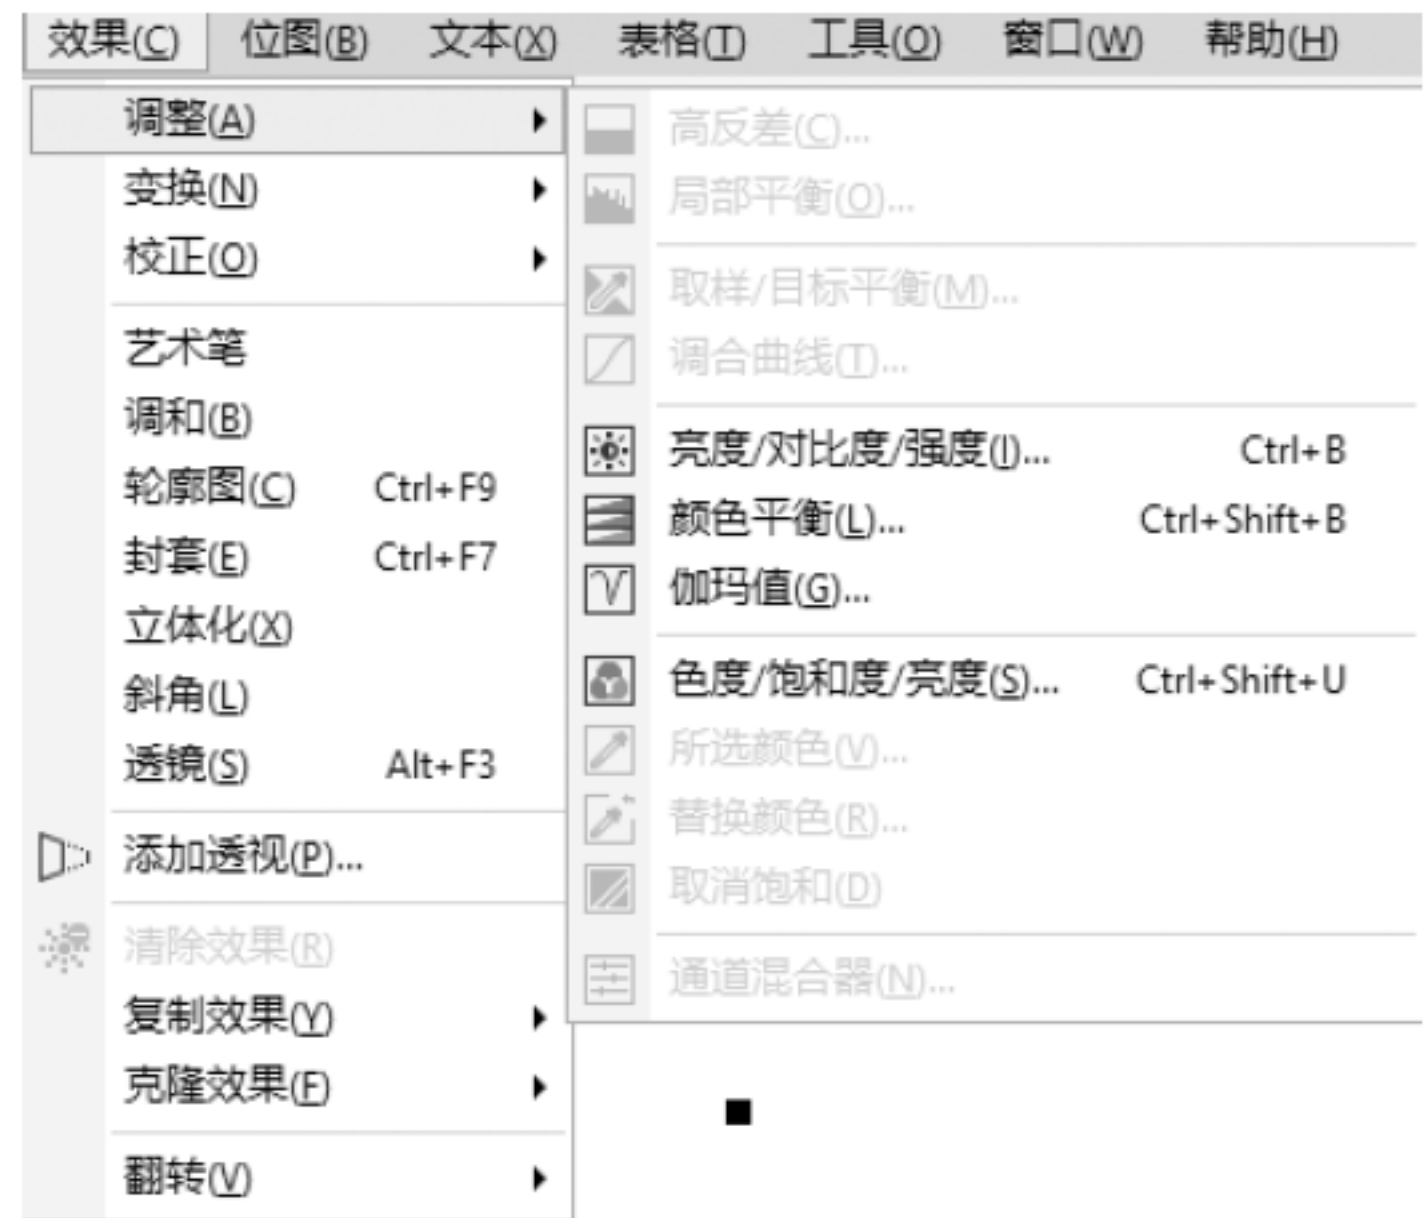 效果(C) 位图(B) 文本(X) 表格(T) 工具(O) 窗口(W) 帮助(H)
调整(A)
变换(N)
校正(O)
艺术笔
调和(B)
轮廓图(C) Ctrl+F9
封套(E) Ctrl+F7
立体化(X)
斜角(L)
透镜(S) Alt+F3
添加透视(P)...
清除效果(R)
复制效果(Y)
克隆效果(F)
翻转(V)
高反差(C)...
局部平衡(O)...
取样/目标平衡(M)...
调合曲线(T)...
亮度/对比度/强度(I)... Ctrl+B
颜色平衡(L)... Ctrl+Shift+B
伽玛值(G)...
色度/饱和度/亮度(S)... Ctrl+Shift+U
所选颜色(V)...
替换颜色(R)...
取消饱和(D)
通道混合器(N)...